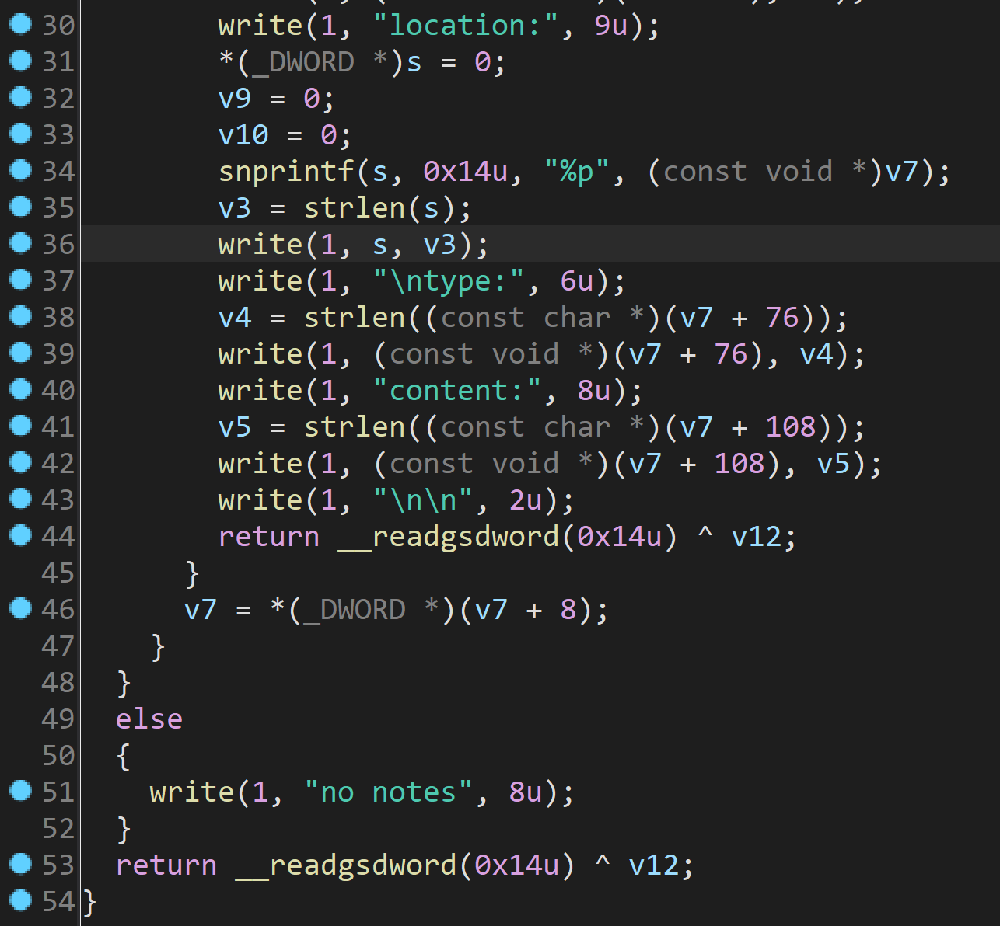 30 write(1, "location:", 9u);
31 *(_DWORD *)s = 0;
32 v9 = 0;
33 v10 = 0;
34 snprintf(s, 0x14u, "%p", (const void *)v7);
35 v3 = strlen(s);
36 write(1, s, v3);
37 write(1, "\ntype:", 6u);
38 v4 = strlen((const char *)(v7 + 76));
39 write(1, (const void *)(v7 + 76), v4);
40 write(1, "content:", 8u);
41 v5 = strlen((const char *)(v7 + 108));
42 write(1, (const void *)(v7 + 108), v5);
43 write(1, "\n\n", 2u);
44 return __readgsdword(0x14u) ^ v12;
45 }
46 v7 = *(_DWORD *)(v7 + 8);
47 }
48 }
49 else
50 {
51 write(1, "no notes", 8u);
52 }
53 return __readgsdword(0x14u) ^ v12;
54 }